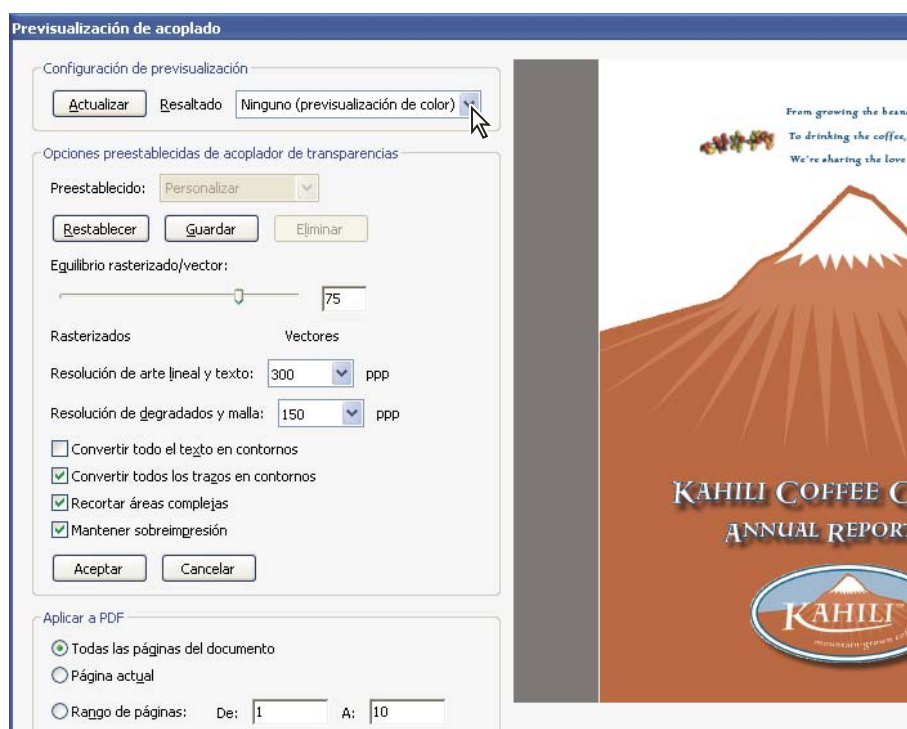 Previsualización de acoplado
Configuración de previsualización
Actualizar Resaltado Ninguno (previsualización de color)
Opciones preestablecidas de acoplador de transparencias
Preestablecido: Personalizar
Restablecer Guardar Eliminar
Equilibrio rasterizado/vector:
75
Rasterizados Vectores
Resolución de arte lineal y texto: 300 ppp
Resolución de degradados y malla: 150 ppp
Convertir todo el texto en contornos
Convertir todos los trazos en contornos
Recortar áreas complejas
Mantener sobreimpresión
Aceptar Cancelar
Aplicar a PDF
Todas las páginas del documento
Página actual
Rango de páginas: De: 1 A: 10
From growing the beans
To drinking the coffee,
We're sharing the love
KAHILI COFFEE C
ANNUAL REPORT
KAHILI
mountain-grown